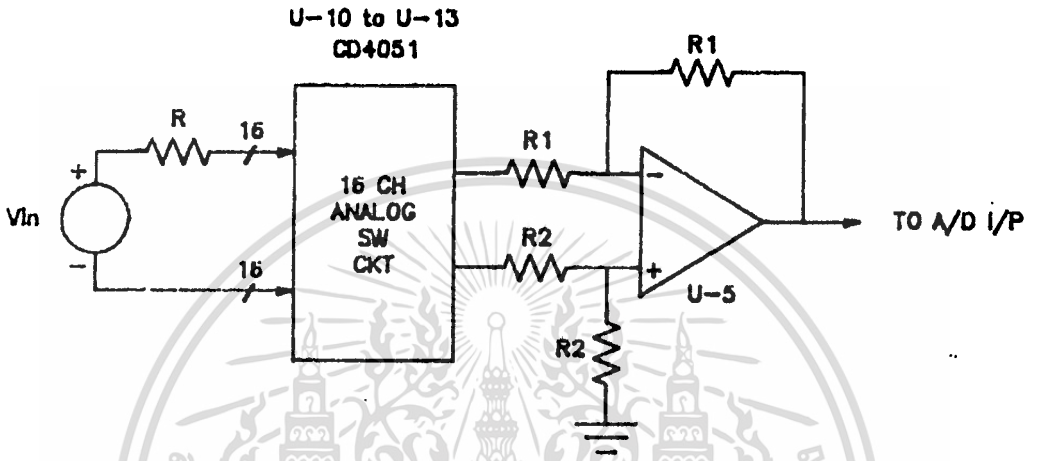 U-10 to U-13
CD4051
R1
R
16
R1
+
Vin
-
16 CH
ANALOG
SW
CKT
-
TO A/D i/P
R2
+
16
U-5
R2